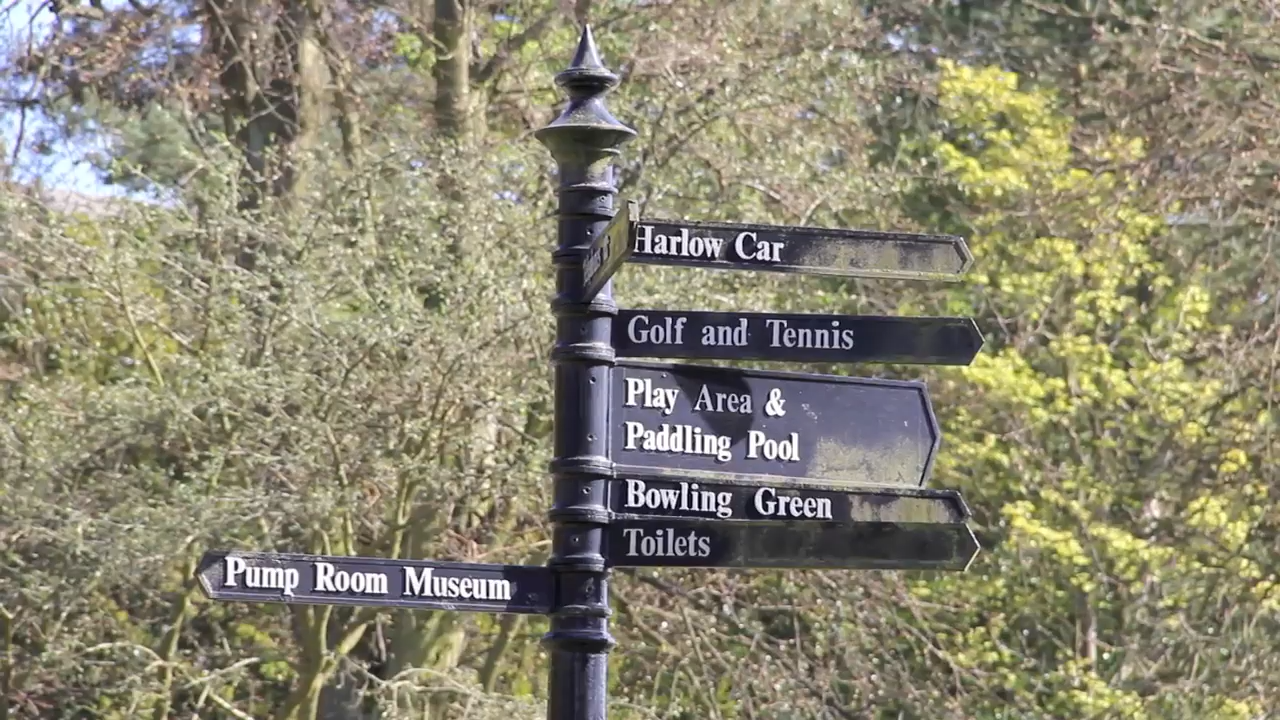 Harlow Car
Golf and Tennis
Play Area &
Paddling Pool
Bowling Green
Toilets
Pump Room Museum